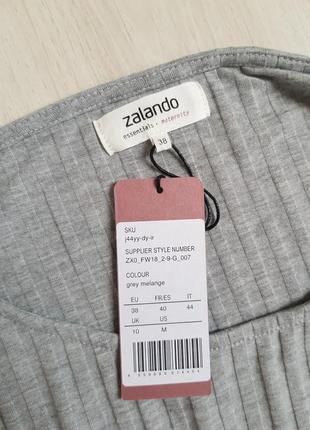 zalando
essentials • maternity
38
SKU
j44yy-dy-ir
SUPPLIER STYLE NUMBER
ZX0_FW18_2-9-G_007
COLOUR
grey melange
EU FR/ES IT
38 40 44
UK US
10 M